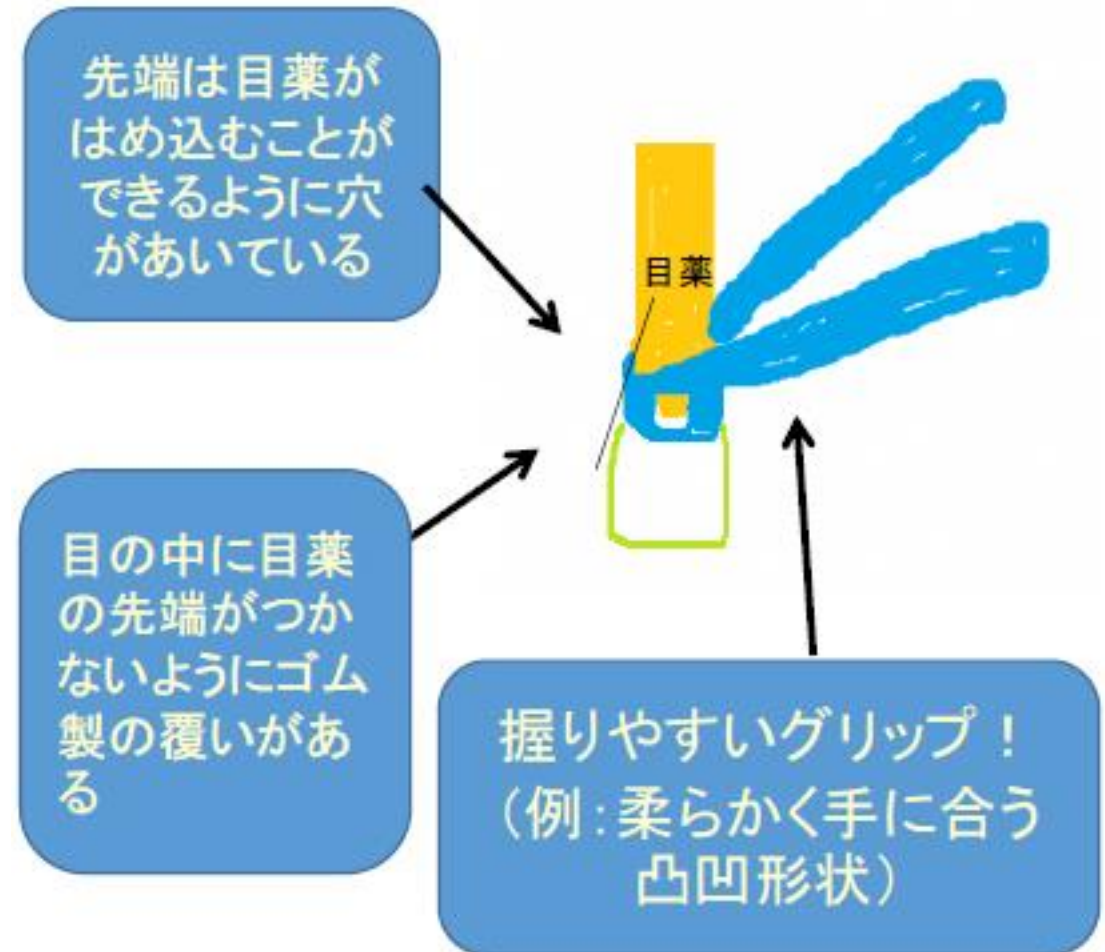 先端は目薬が
はめ込むことが
できるように穴
があいている
目薬
目の中に目薬
の先端がつか
ないようにゴム
製の覆いがあ
る
握りやすいグリップ！
（例：柔らかく手に合う
凸凹形状）